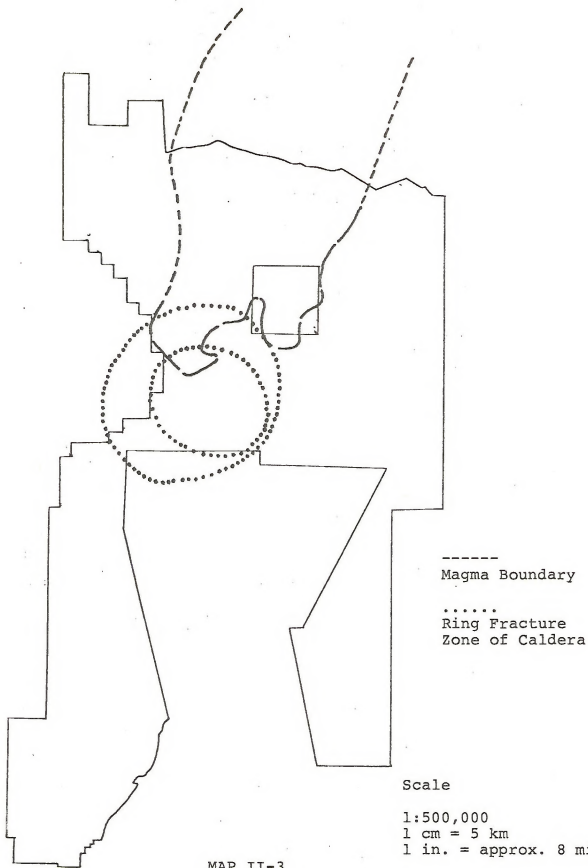 ------
Magma Boundary
......
Ring Fracture
Zone of Caldera
Scale
1:500,000
1 cm = 5 km
1 in. = approx. 8 mi
MAP II-3